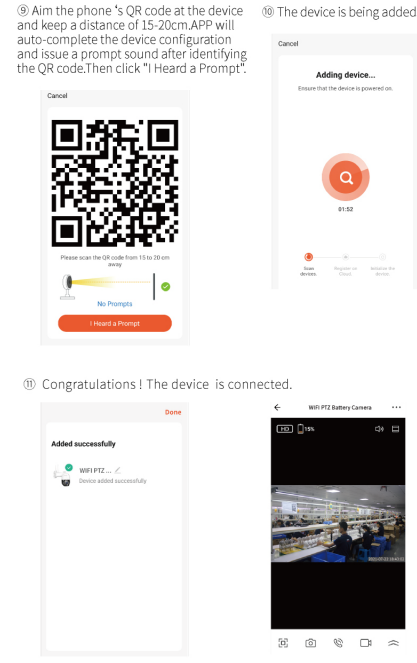 ⑨ Aim the phone 's QR code at the device
and keep a distance of 15-20cm.APP will
auto-complete the device configuration
and issue a prompt sound after identifying
the QR code.Then click "I Heard a Prompt".
Cancel
Please scan the QR code from 15 to 20 cm
away
No Prompts
I Heard a Prompt
⑩ The device is being added
Cancel
Adding device...
Ensure that the device is powered on.
01:52
Scan
devices.
Register on
Cloud.
Initialize the
device.
⑪ Congratulations ! The device is connected.
Done
Added successfully
WIFI PTZ ...
Device added successfully
WIFI PTZ Battery Camera
HD
15%